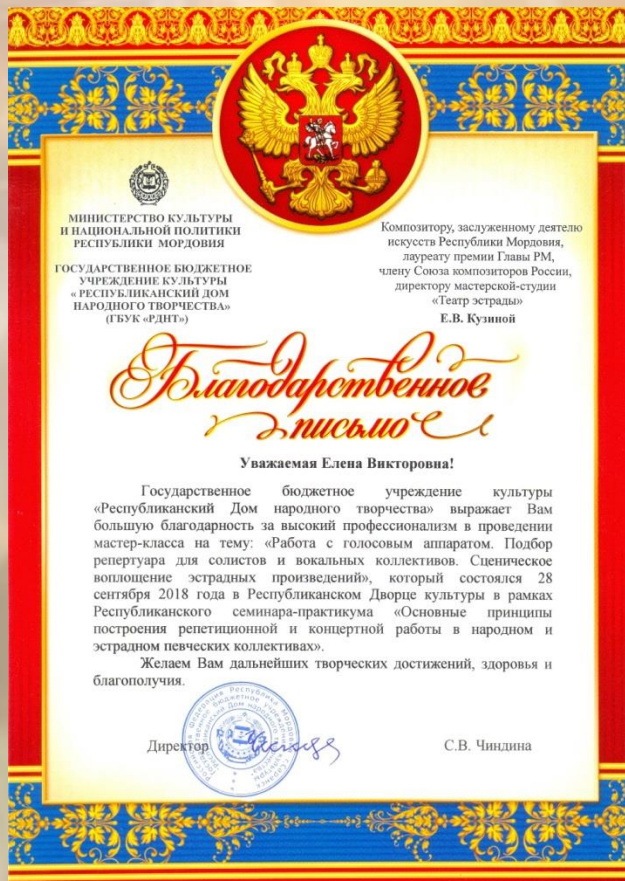 МИНИСТЕРСТВО КУЛЬТУРЫ
И НАЦИОНАЛЬНОЙ ПОЛИТИКИ
РЕСПУБЛИКИ МОРДОВИЯ
ГОСУДАРСТВЕННОЕ БЮДЖЕТНОЕ
УЧРЕЖДЕНИЕ КУЛЬТУРЫ
« РЕСПУБЛИКАНСКИЙ ДОМ
НАРОДНОГО ТВОРЧЕСТВА»
(ГБУК «РДНТ»)
Композитору, заслуженному деятелю
искусств Республики Мордовия,
лауреату премии Главы РМ,
члену Союза композиторов России,
директору мастерской-студии
«Театр эстрады»
Е.В. Кузиной
Благодарственное
письмо
Уважаемая Елена Викторовна!
Государственное бюджетное учреждение культуры
«Республиканский Дом народного творчества» выражает Вам
большую благодарность за высокий профессионализм в проведении
мастер-класса на тему: «Работа с голосовым аппаратом. Подбор
репертуара для солистов и вокальных коллективов. Сценическое
воплощение эстрадных произведений», который состоялся 28
сентября 2018 года в Республиканском Дворце культуры в рамках
Республиканского семинара-практикума «Основные принципы
построения репетиционной и концертной работы в народном и
эстрадном певческих коллективах».
Желаем Вам дальнейших творческих достижений, здоровья и
благополучия.
Директор
С.В. Чиндина